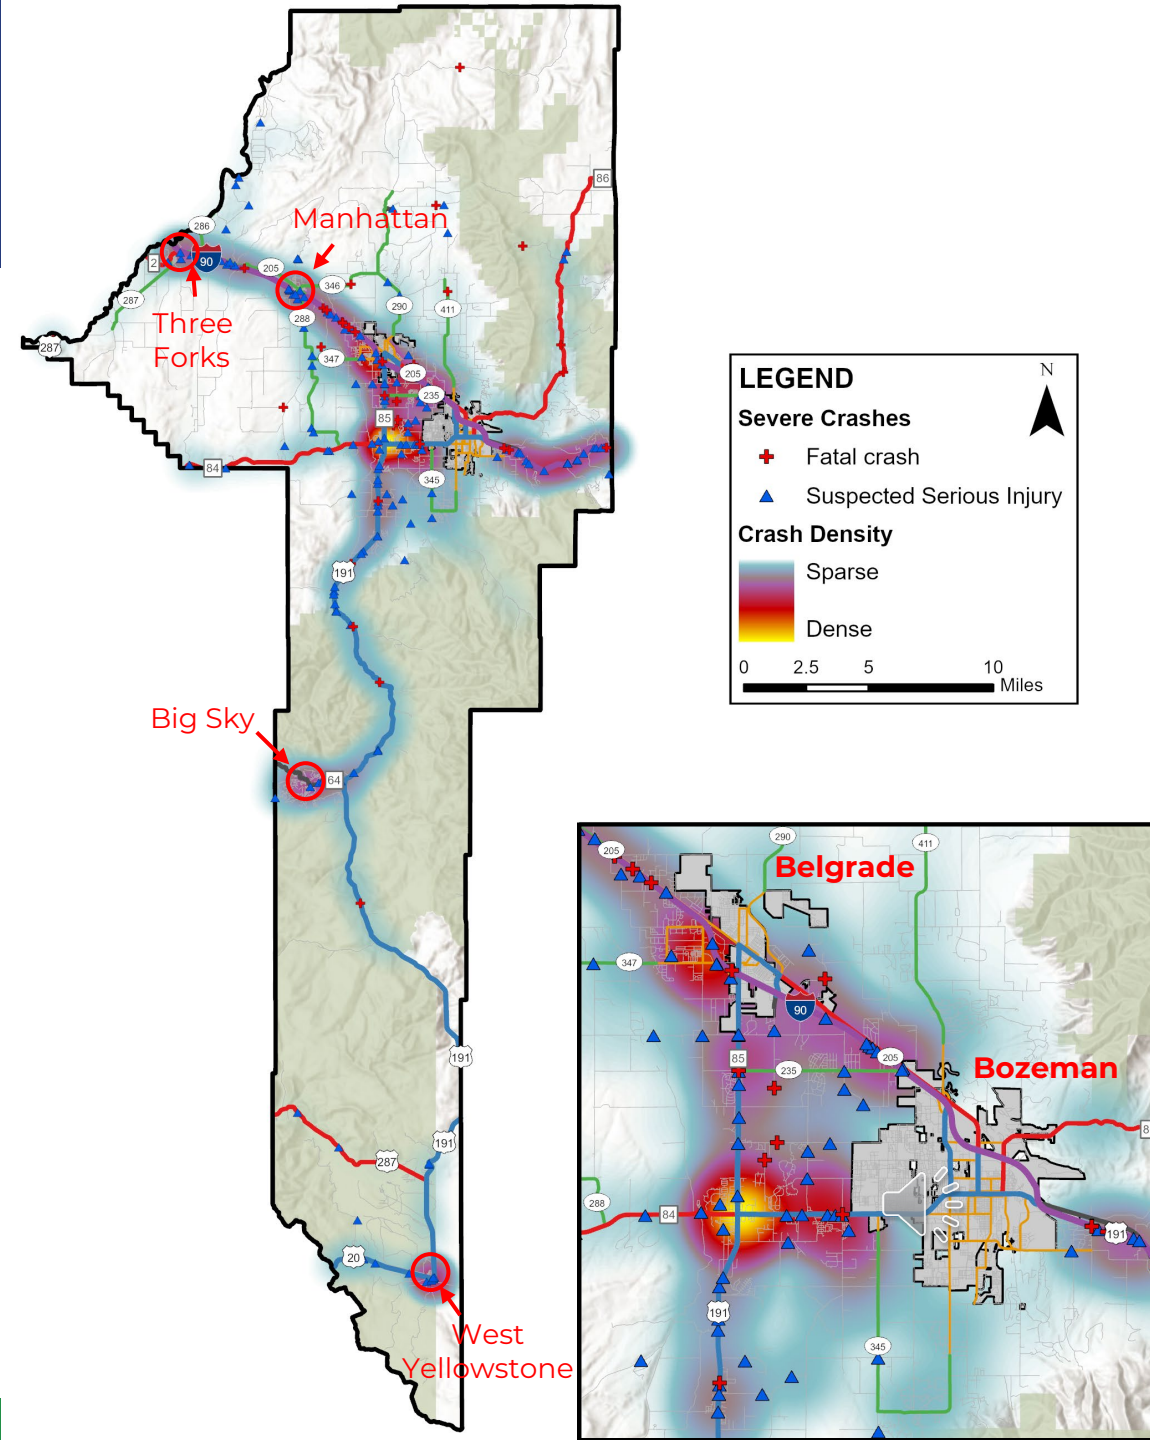 86
286
Manhattan
2
90
205
346
287
290
411
288
Three
Forks
287
347
205
235
85
84
345
191
LEGEND
N
Severe Crashes
Fatal crash
Suspected Serious Injury
Crash Density
Sparse
Dense
0 2.5 5 10
Miles
Big Sky
64
191
191
287
20
West
Yellowstone
290
411
205
Belgrade
347
90
85
235
205
Bozeman
8
288
84
191
191
345